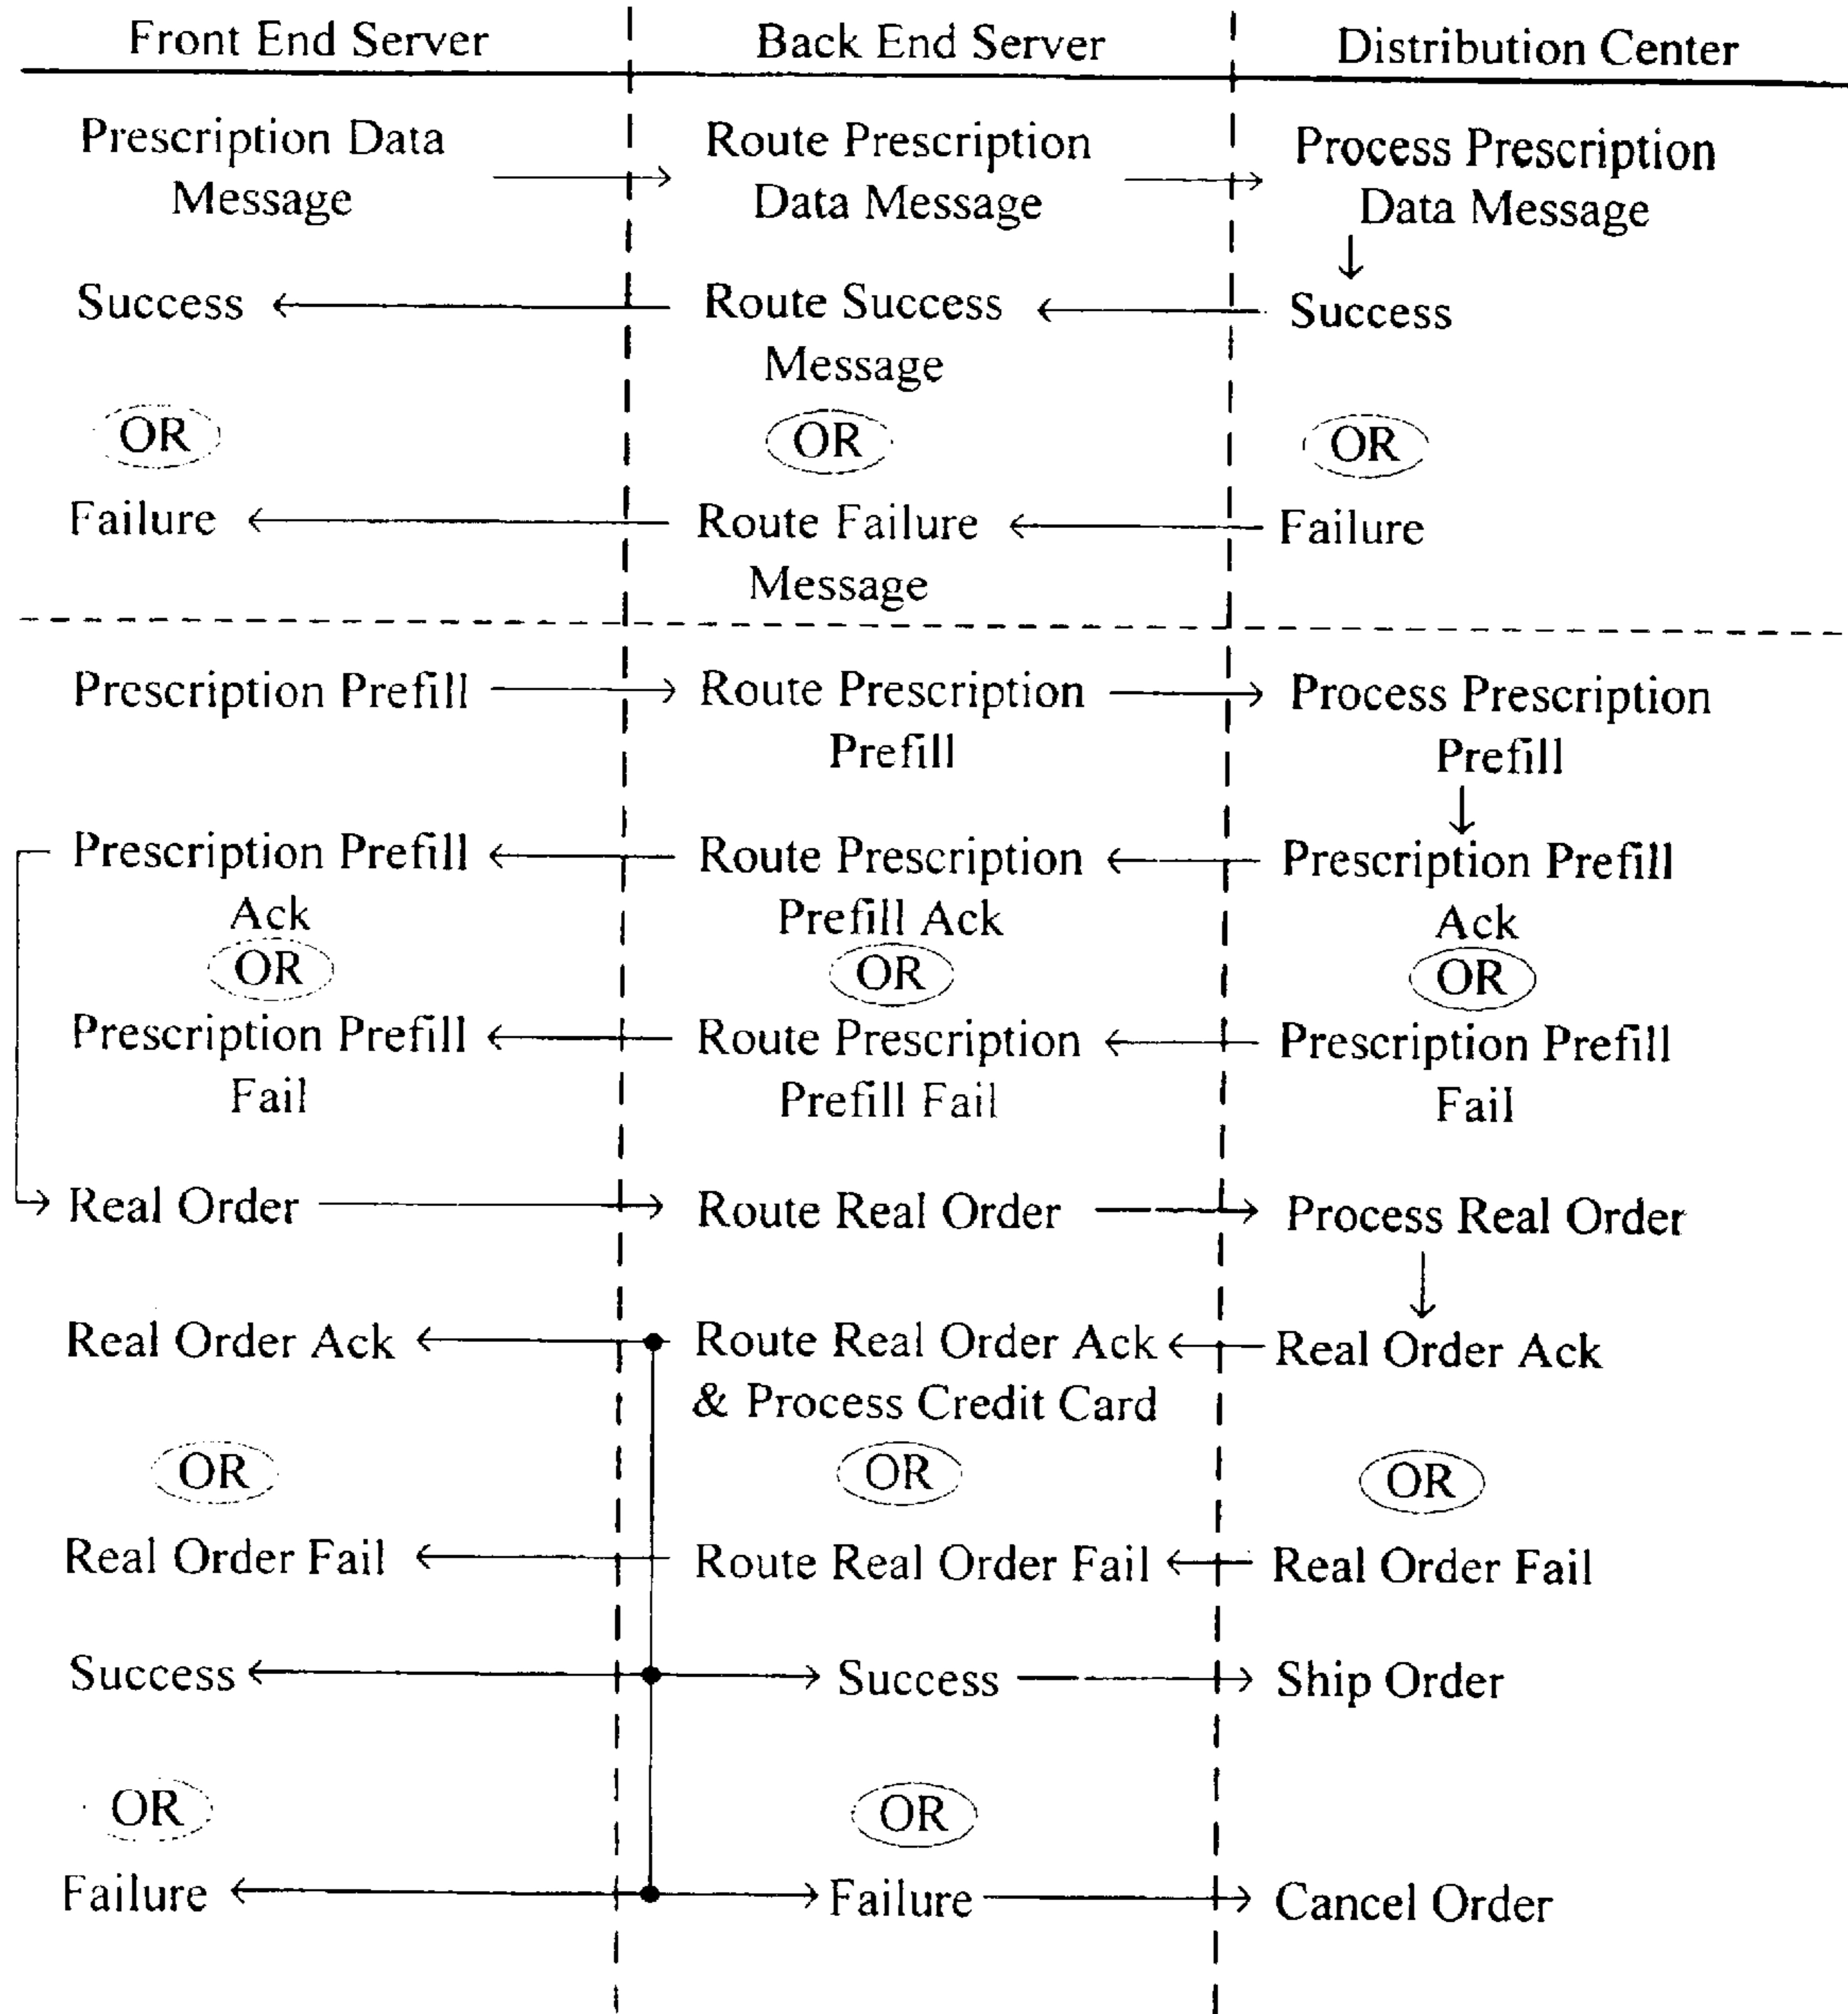 Front End Server
Back End Server
Distribution Center
Prescription Data
Message
Route Prescription
Data Message
Process Prescription
Data Message
Success
Route Success
Message
Success
OR
OR
OR
Failure
Route Failure
Message
Failure
Prescription Prefill
Route Prescription
Prefill
Process Prescription
Prefill
Prescription Prefill
Ack
Route Prescription
Prefill Ack
Prescription Prefill
Ack
OR
OR
OR
Prescription Prefill
Fail
Route Prescription
Prefill Fail
Prescription Prefill
Fail
Real Order
Route Real Order
Process Real Order
Real Order Ack
Route Real Order Ack
& Process Credit Card
Real Order Ack
OR
OR
OR
Real Order Fail
Route Real Order Fail
Real Order Fail
Success
Success
Ship Order
OR
OR
Failure
Failure
Cancel Order